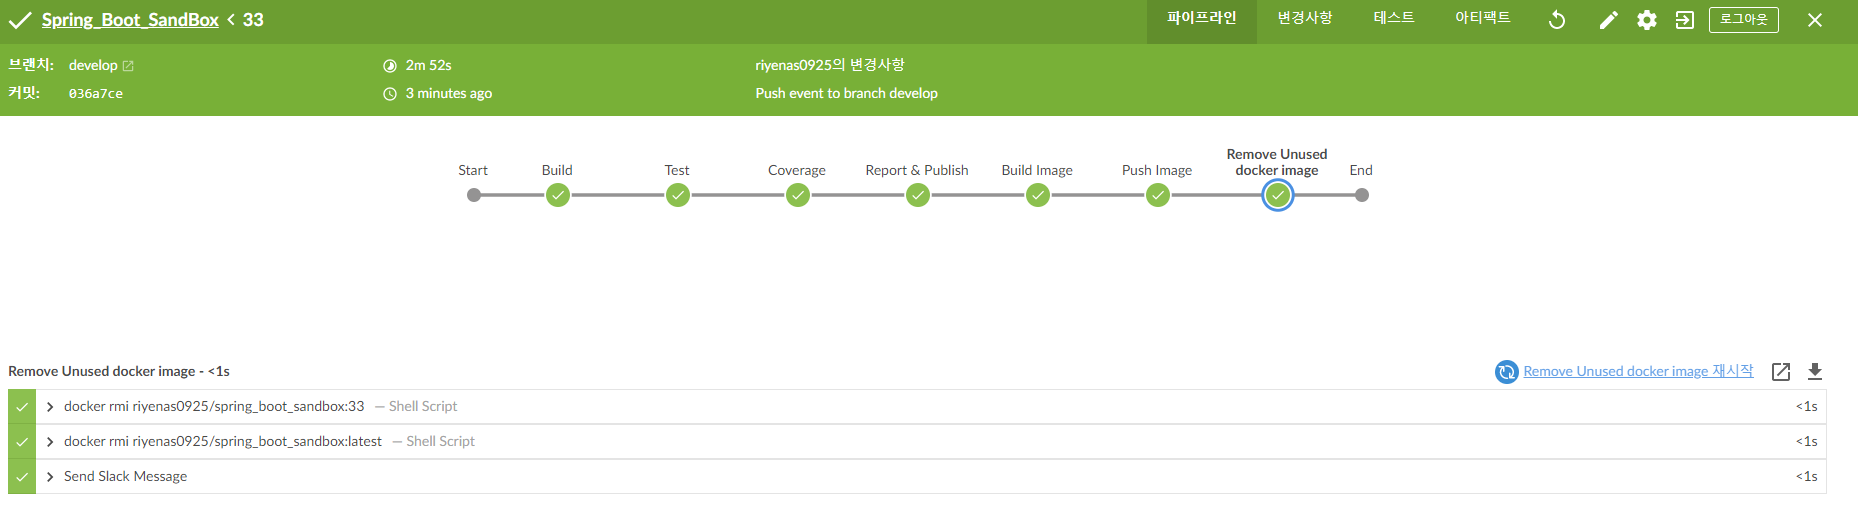 Spring_Boot_SandBox < 33
파이프라인 변경사항 테스트 아티팩트 로그아웃
브랜치: develop 2m 52s riyenas0925의 변경사항
커밋: 036a7ce 3 minutes ago Push event to branch develop
Start Build Test Coverage Report & Publish Build Image Push Image Remove Unused docker image End
Remove Unused docker image - <1s Remove Unused docker image 재시작
docker rmi riyenas0925/spring_boot_sandbox:33 — Shell Script <1s
docker rmi riyenas0925/spring_boot_sandbox:latest — Shell Script <1s
Send Slack Message <1s